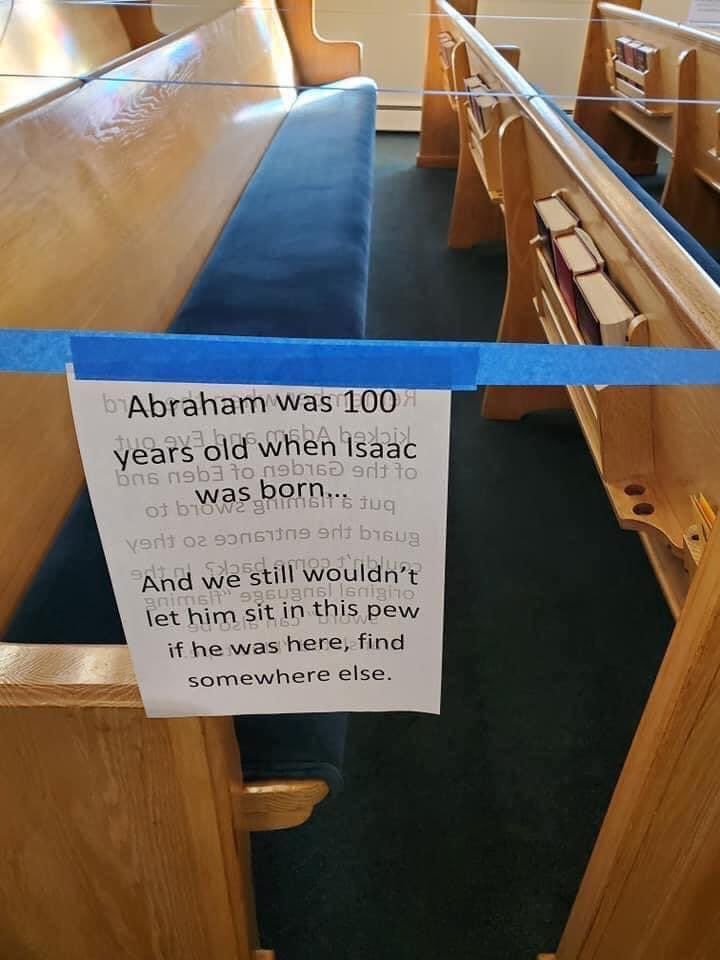 Abraham was 100
years old when Isaac
was born...
And we still wouldn't
let him sit in this pew
if he was here, find
somewhere else.